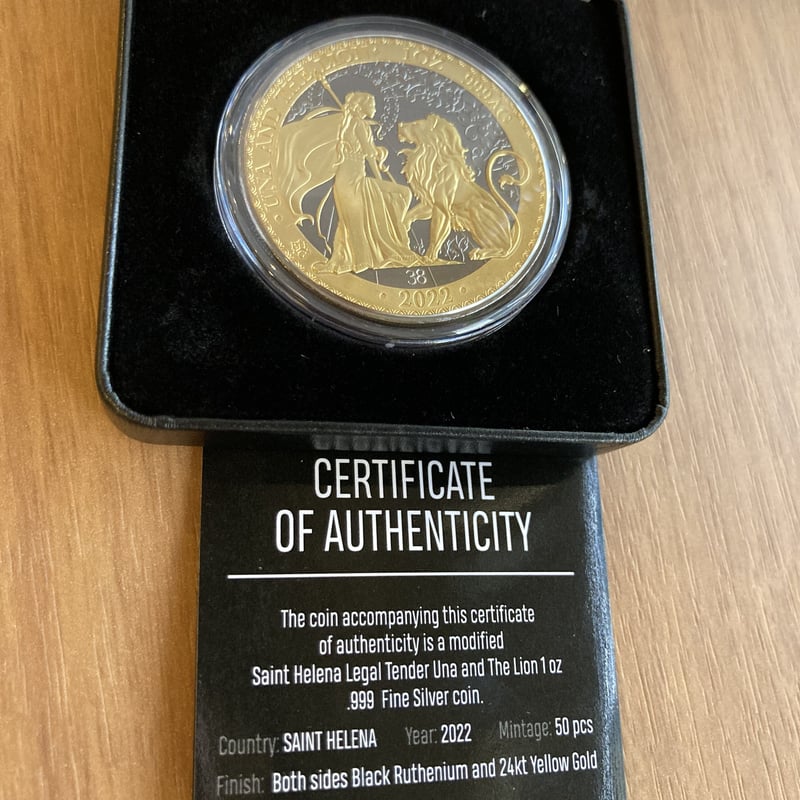 UNA AND THE LION · 1 OZ · .999 AG
38
· 2022 ·
CERTIFICATE
OF AUTHENTICITY
The coin accompanying this certificate
of authenticity is a modified
Saint Helena Legal Tender Una and The Lion 1 oz
.999 Fine Silver coin.
Country: SAINT HELENA Year: 2022 Mintage: 50 pcs
Finish: Both sides Black Ruthenium and 24kt Yellow Gold